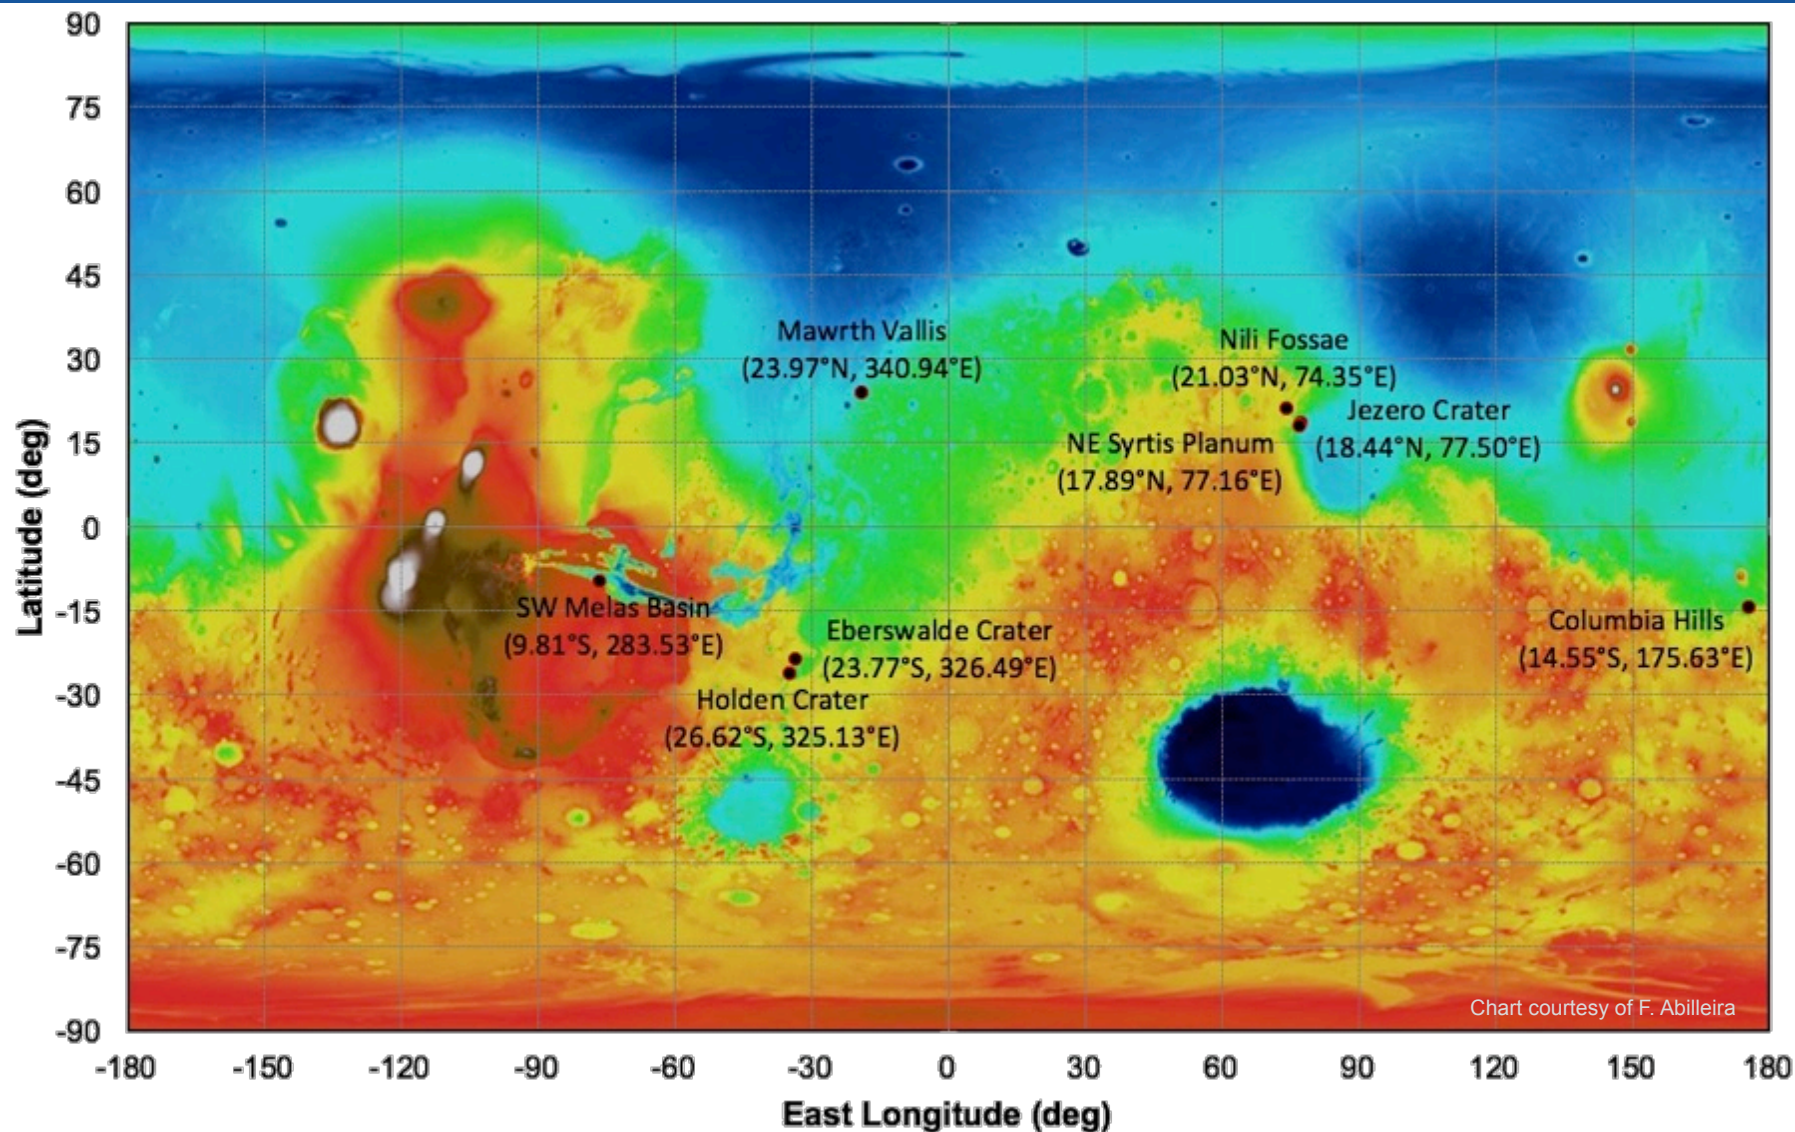 90
75
60
45
30
15
0
-15
-30
-45
-60
-75
-90
Latitude (deg)
Mawrth Vallis
(23.97°N, 340.94°E)
Nili Fossae
(21.03°N, 74.35°E)
Jezero Crater
(18.44°N, 77.50°E)
NE Syrtis Planum
(17.89°N, 77.16°E)
SW Melas Basin
(9.81°S, 283.53°E)
Eberswalde Crater
(23.77°S, 326.49°E)
Holden Crater
(26.62°S, 325.13°E)
Columbia Hills
(14.55°S, 175.63°E)
Chart courtesy of F. Abilleira
-180 -150 -120 -90 -60 -30 0 30 60 90 120 150 180
East Longitude (deg)